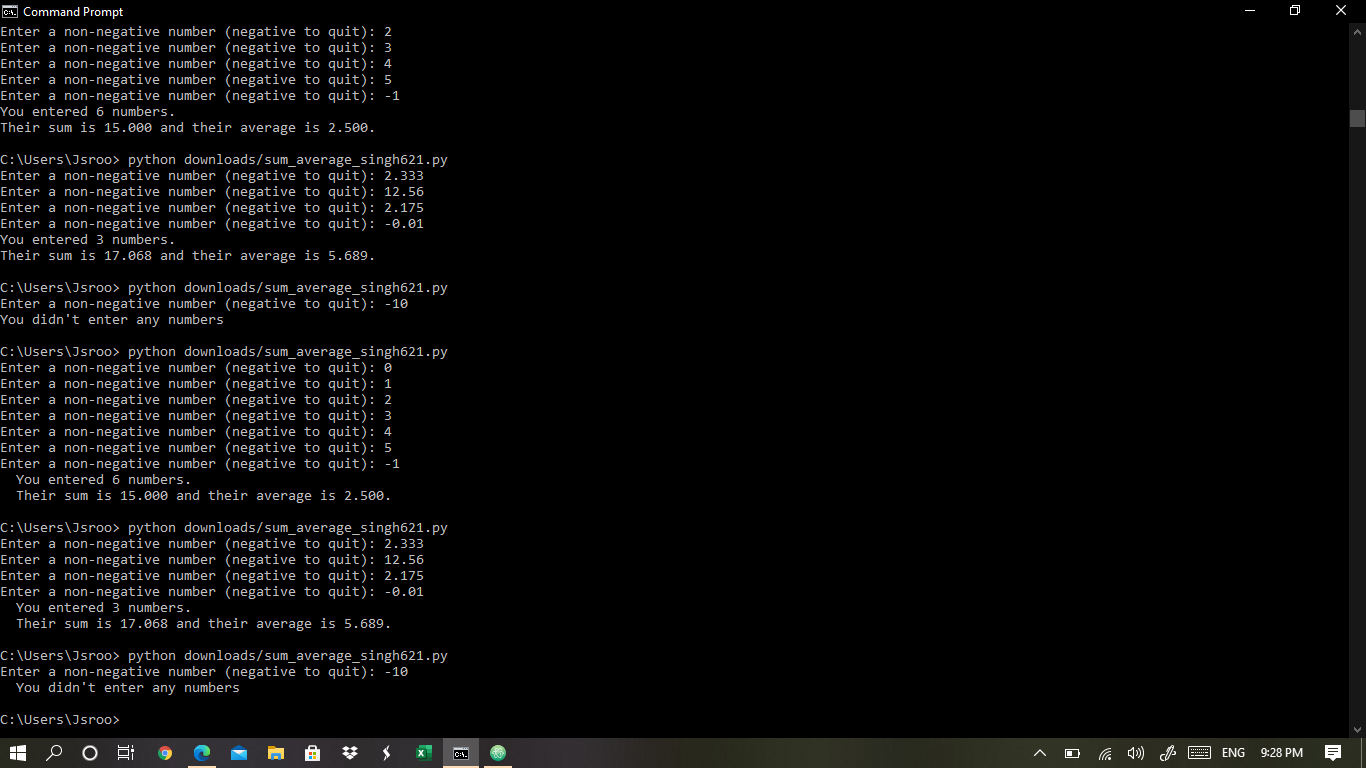 Command Prompt
Enter a non-negative number (negative to quit): 2
Enter a non-negative number (negative to quit): 3
Enter a non-negative number (negative to quit): 4
Enter a non-negative number (negative to quit): 5
Enter a non-negative number (negative to quit): -1
You entered 6 numbers.
Their sum is 15.000 and their average is 2.500.
C:\Users\Jsroo> python downloads/sum_average_singh621.py
Enter a non-negative number (negative to quit): 2.333
Enter a non-negative number (negative to quit): 12.56
Enter a non-negative number (negative to quit): 2.175
Enter a non-negative number (negative to quit): -0.01
You entered 3 numbers.
Their sum is 17.068 and their average is 5.689.
C:\Users\Jsroo> python downloads/sum_average_singh621.py
Enter a non-negative number (negative to quit): -10
You didn't enter any numbers
C:\Users\Jsroo> python downloads/sum_average_singh621.py
Enter a non-negative number (negative to quit): 0
Enter a non-negative number (negative to quit): 1
Enter a non-negative number (negative to quit): 2
Enter a non-negative number (negative to quit): 3
Enter a non-negative number (negative to quit): 4
Enter a non-negative number (negative to quit): 5
Enter a non-negative number (negative to quit): -1
  You entered 6 numbers.
  Their sum is 15.000 and their average is 2.500.
C:\Users\Jsroo> python downloads/sum_average_singh621.py
Enter a non-negative number (negative to quit): 2.333
Enter a non-negative number (negative to quit): 12.56
Enter a non-negative number (negative to quit): 2.175
Enter a non-negative number (negative to quit): -0.01
  You entered 3 numbers.
  Their sum is 17.068 and their average is 5.689.
C:\Users\Jsroo> python downloads/sum_average_singh621.py
Enter a non-negative number (negative to quit): -10
  You didn't enter any numbers
C:\Users\Jsroo>
ENG 9:28 PM